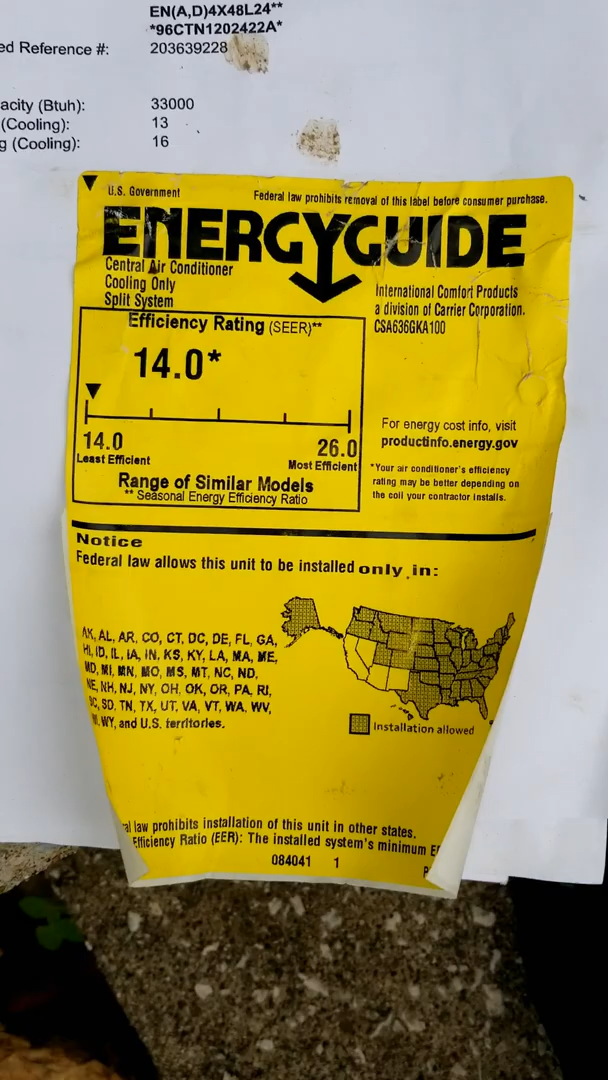 EN(A,D)4X48L24**
*96CTN1202422A*
ed Reference #: 203639228
acity (Btuh): 33000
(Cooling): 13
g (Cooling): 16
U.S. Government
Federal law prohibits removal of this label before consumer purchase.
ENERGYGUIDE
Central Air Conditioner
Cooling Only
Split System
International Comfort Products
a division of Carrier Corporation.
CSA636GKA100
Efficiency Rating (SEER)**
14.0*
14.0
Least Efficient
26.0
Most Efficient
Range of Similar Models
** Seasonal Energy Efficiency Ratio
For energy cost info, visit
productinfo.energy.gov
*Your air conditioner's efficiency
rating may be better depending on
the coil your contractor installs.
Notice
Federal law allows this unit to be installed only in:
AK, AL, AR, CO, CT, DC, DE, FL, GA,
HI, ID, IL, IA, IN, KS, KY, LA, MA, ME,
MD, MI, MN, MO, MS, MT, NC, ND,
NE, NH, NJ, NY, OH, OK, OR, PA, RI,
SC, SD, TN, TX, UT, VA, VT, WA, WV,
WI, WY, and U.S. territories.
Installation allowed
al law prohibits installation of this unit in other states.
Efficiency Ratio (EER): The installed system's minimum E
084041 1